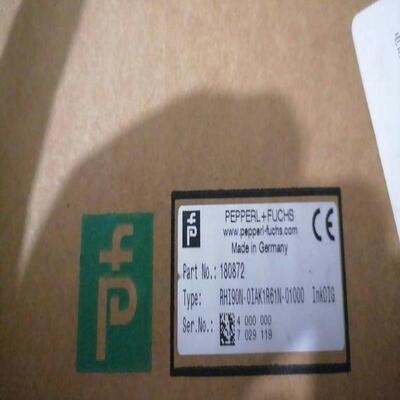 PEPPERL+FUCHS
www.pepperl-fuchs.com
Made in Germany
CE
Part No.: 180872
Type: RHI90N-0IAK1R61N-01000 InkDIG
Ser.No.: 4 000 000
7 029 119